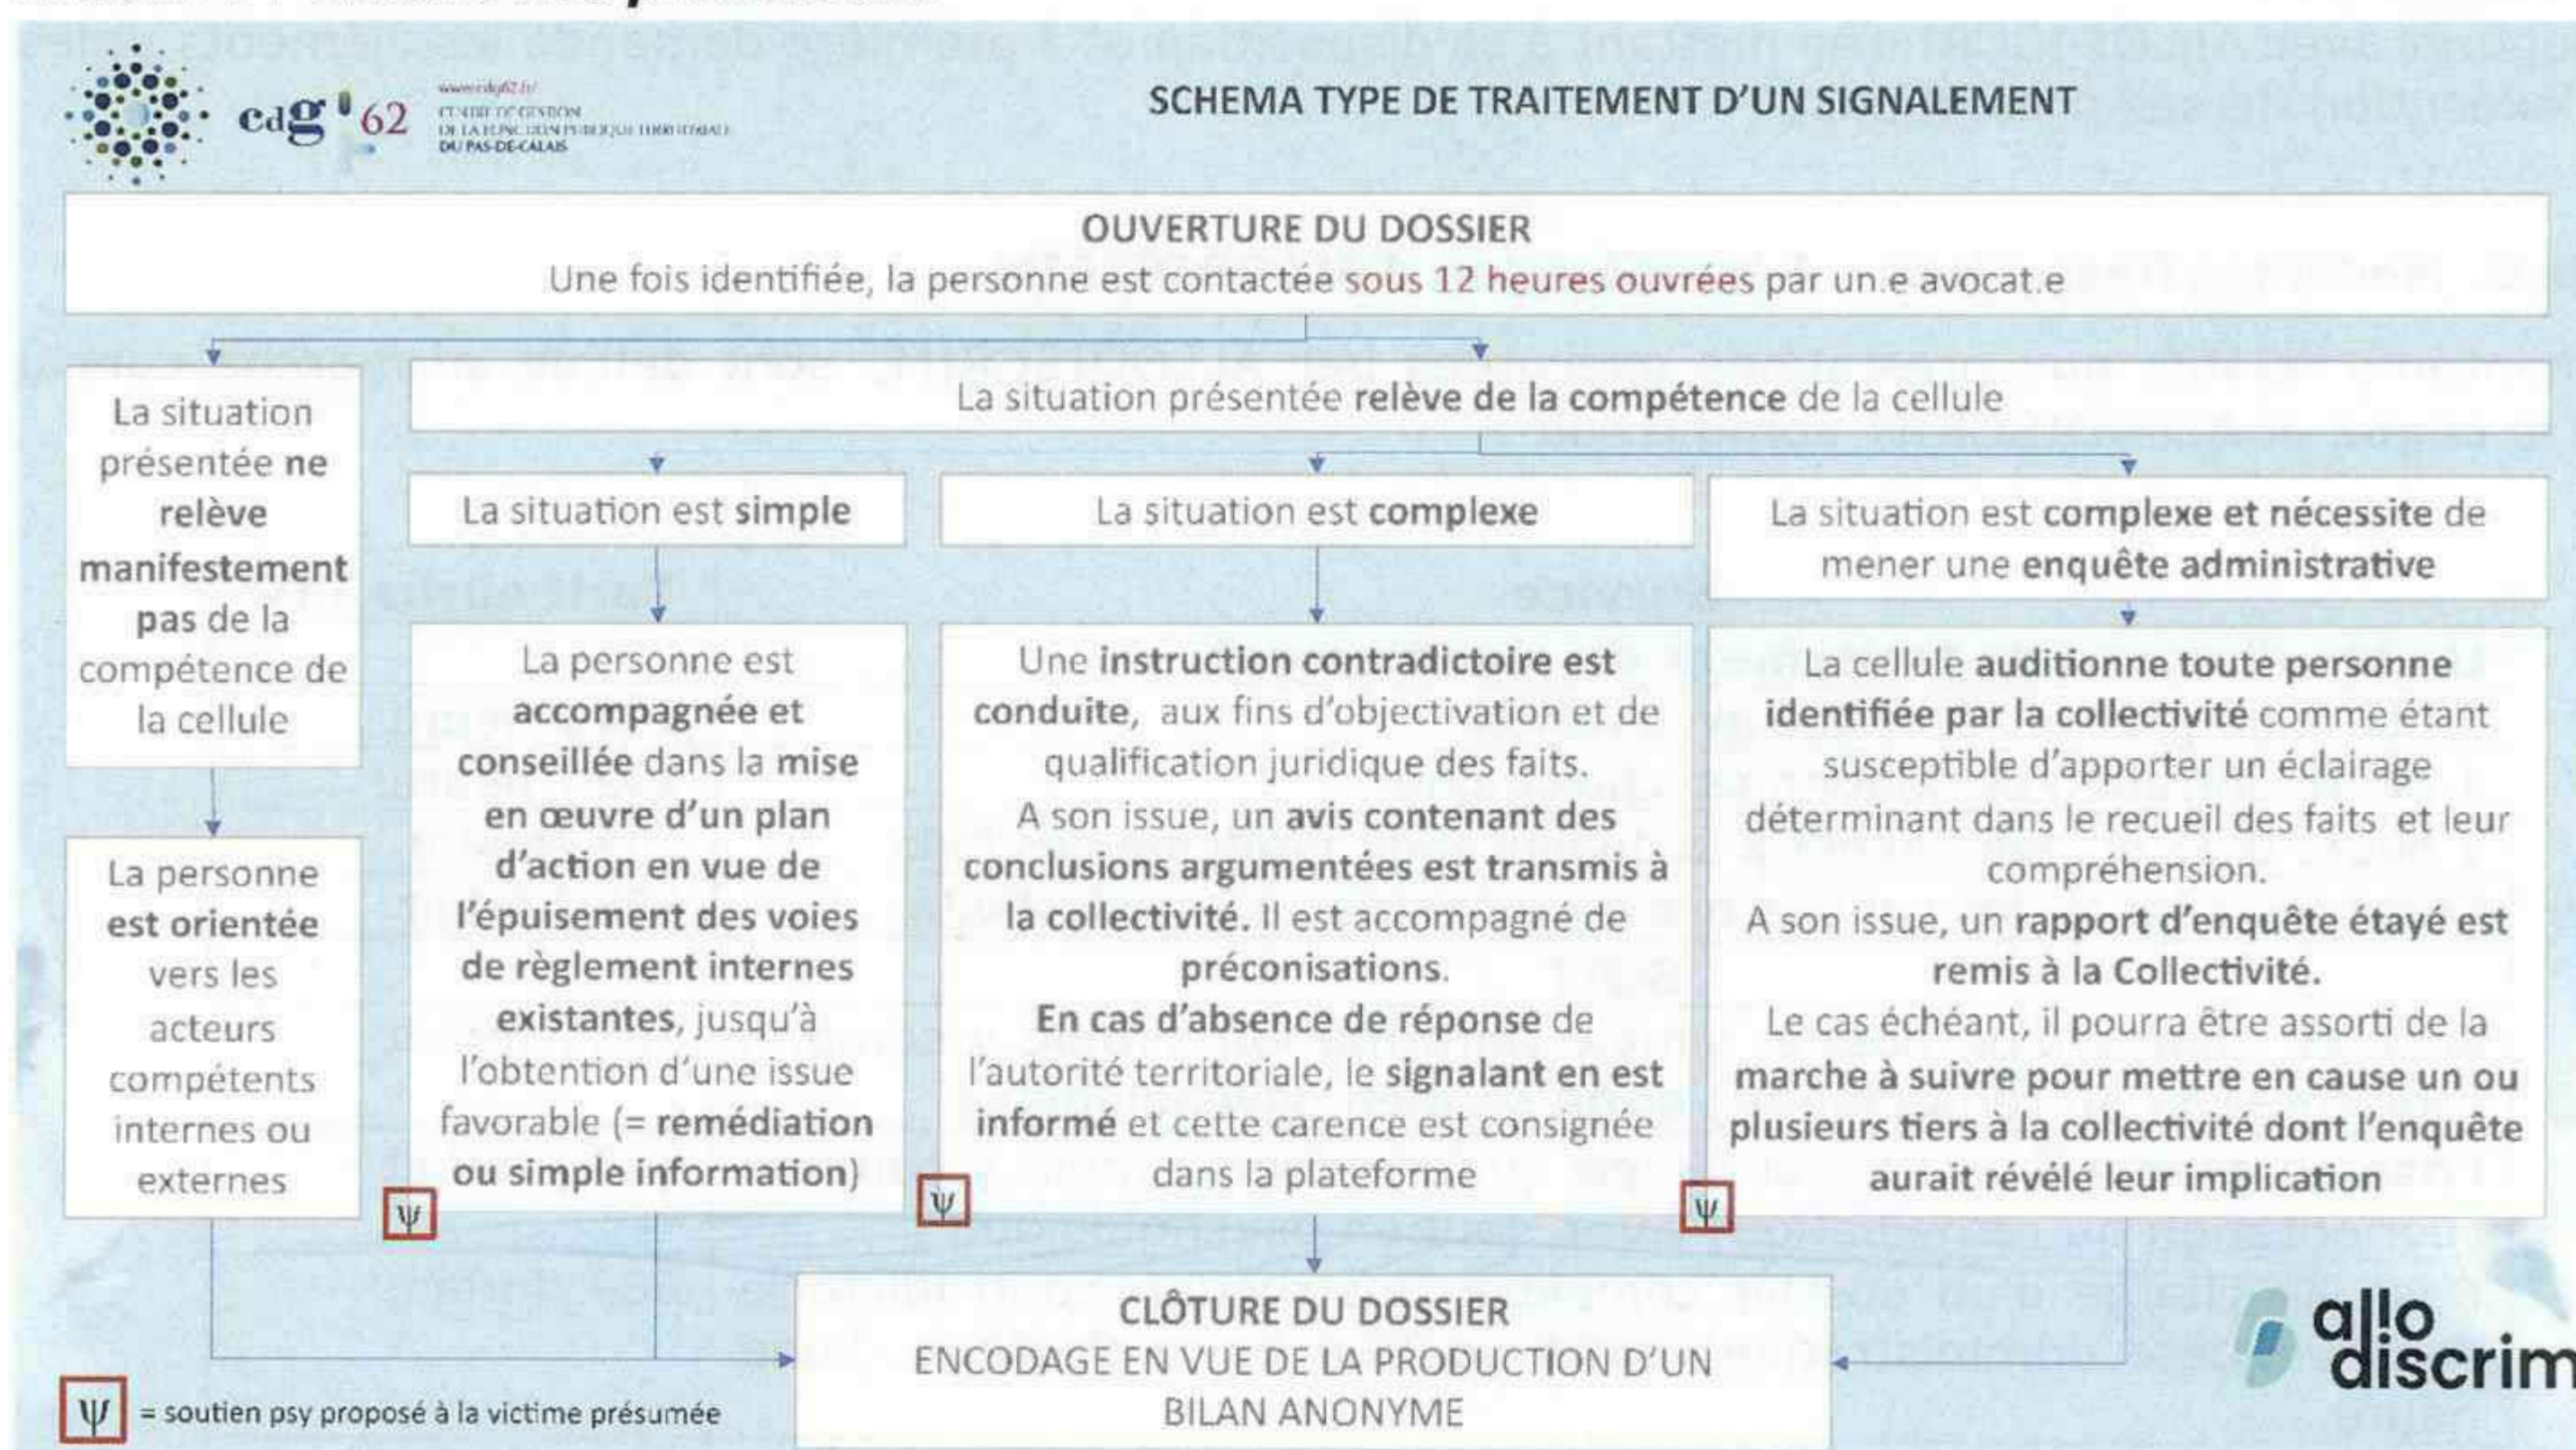 cdg 62
www.cdg62.fr/
CENTRE DE GESTION
DE LA FONCTION PUBLIQUE TERRITORIALE
DU PAS-DE-CALAIS
SCHEMA TYPE DE TRAITEMENT D'UN SIGNALEMENT
OUVERTURE DU DOSSIER
Une fois identifiée, la personne est contactée sous 12 heures ouvrées par un.e avocat.e
La situation
présentée ne
relève
manifestement
pas de la
compétence de
la cellule
La personne
est orientée
vers les
acteurs
compétents
internes ou
externes
La situation présentée relève de la compétence de la cellule
La situation est simple
La personne est
accompagnée et
conseillée dans la mise
en œuvre d'un plan
d'action en vue de
l'épuisement des voies
de règlement internes
existantes, jusqu'à
l'obtention d'une issue
favorable (= remédiation
ou simple information)
Ψ
La situation est complexe
Une instruction contradictoire est
conduite, aux fins d'objectivation et de
qualification juridique des faits.
A son issue, un avis contenant des
conclusions argumentées est transmis à
la collectivité. Il est accompagné de
préconisations.
En cas d'absence de réponse de
l'autorité territoriale, le signalant en est
informé et cette carence est consignée
dans la plateforme
Ψ
La situation est complexe et nécessite de
mener une enquête administrative
La cellule auditionne toute personne
identifiée par la collectivité comme étant
susceptible d'apporter un éclairage
déterminant dans le recueil des faits et leur
compréhension.
A son issue, un rapport d'enquête étayé est
remis à la Collectivité.
Le cas échéant, il pourra être assorti de la
marche à suivre pour mettre en cause un ou
plusieurs tiers à la collectivité dont l'enquête
aurait révélé leur implication
Ψ
CLÔTURE DU DOSSIER
ENCODAGE EN VUE DE LA PRODUCTION D'UN
BILAN ANONYME
Ψ = soutien psy proposé à la victime présumée
allo
discrim